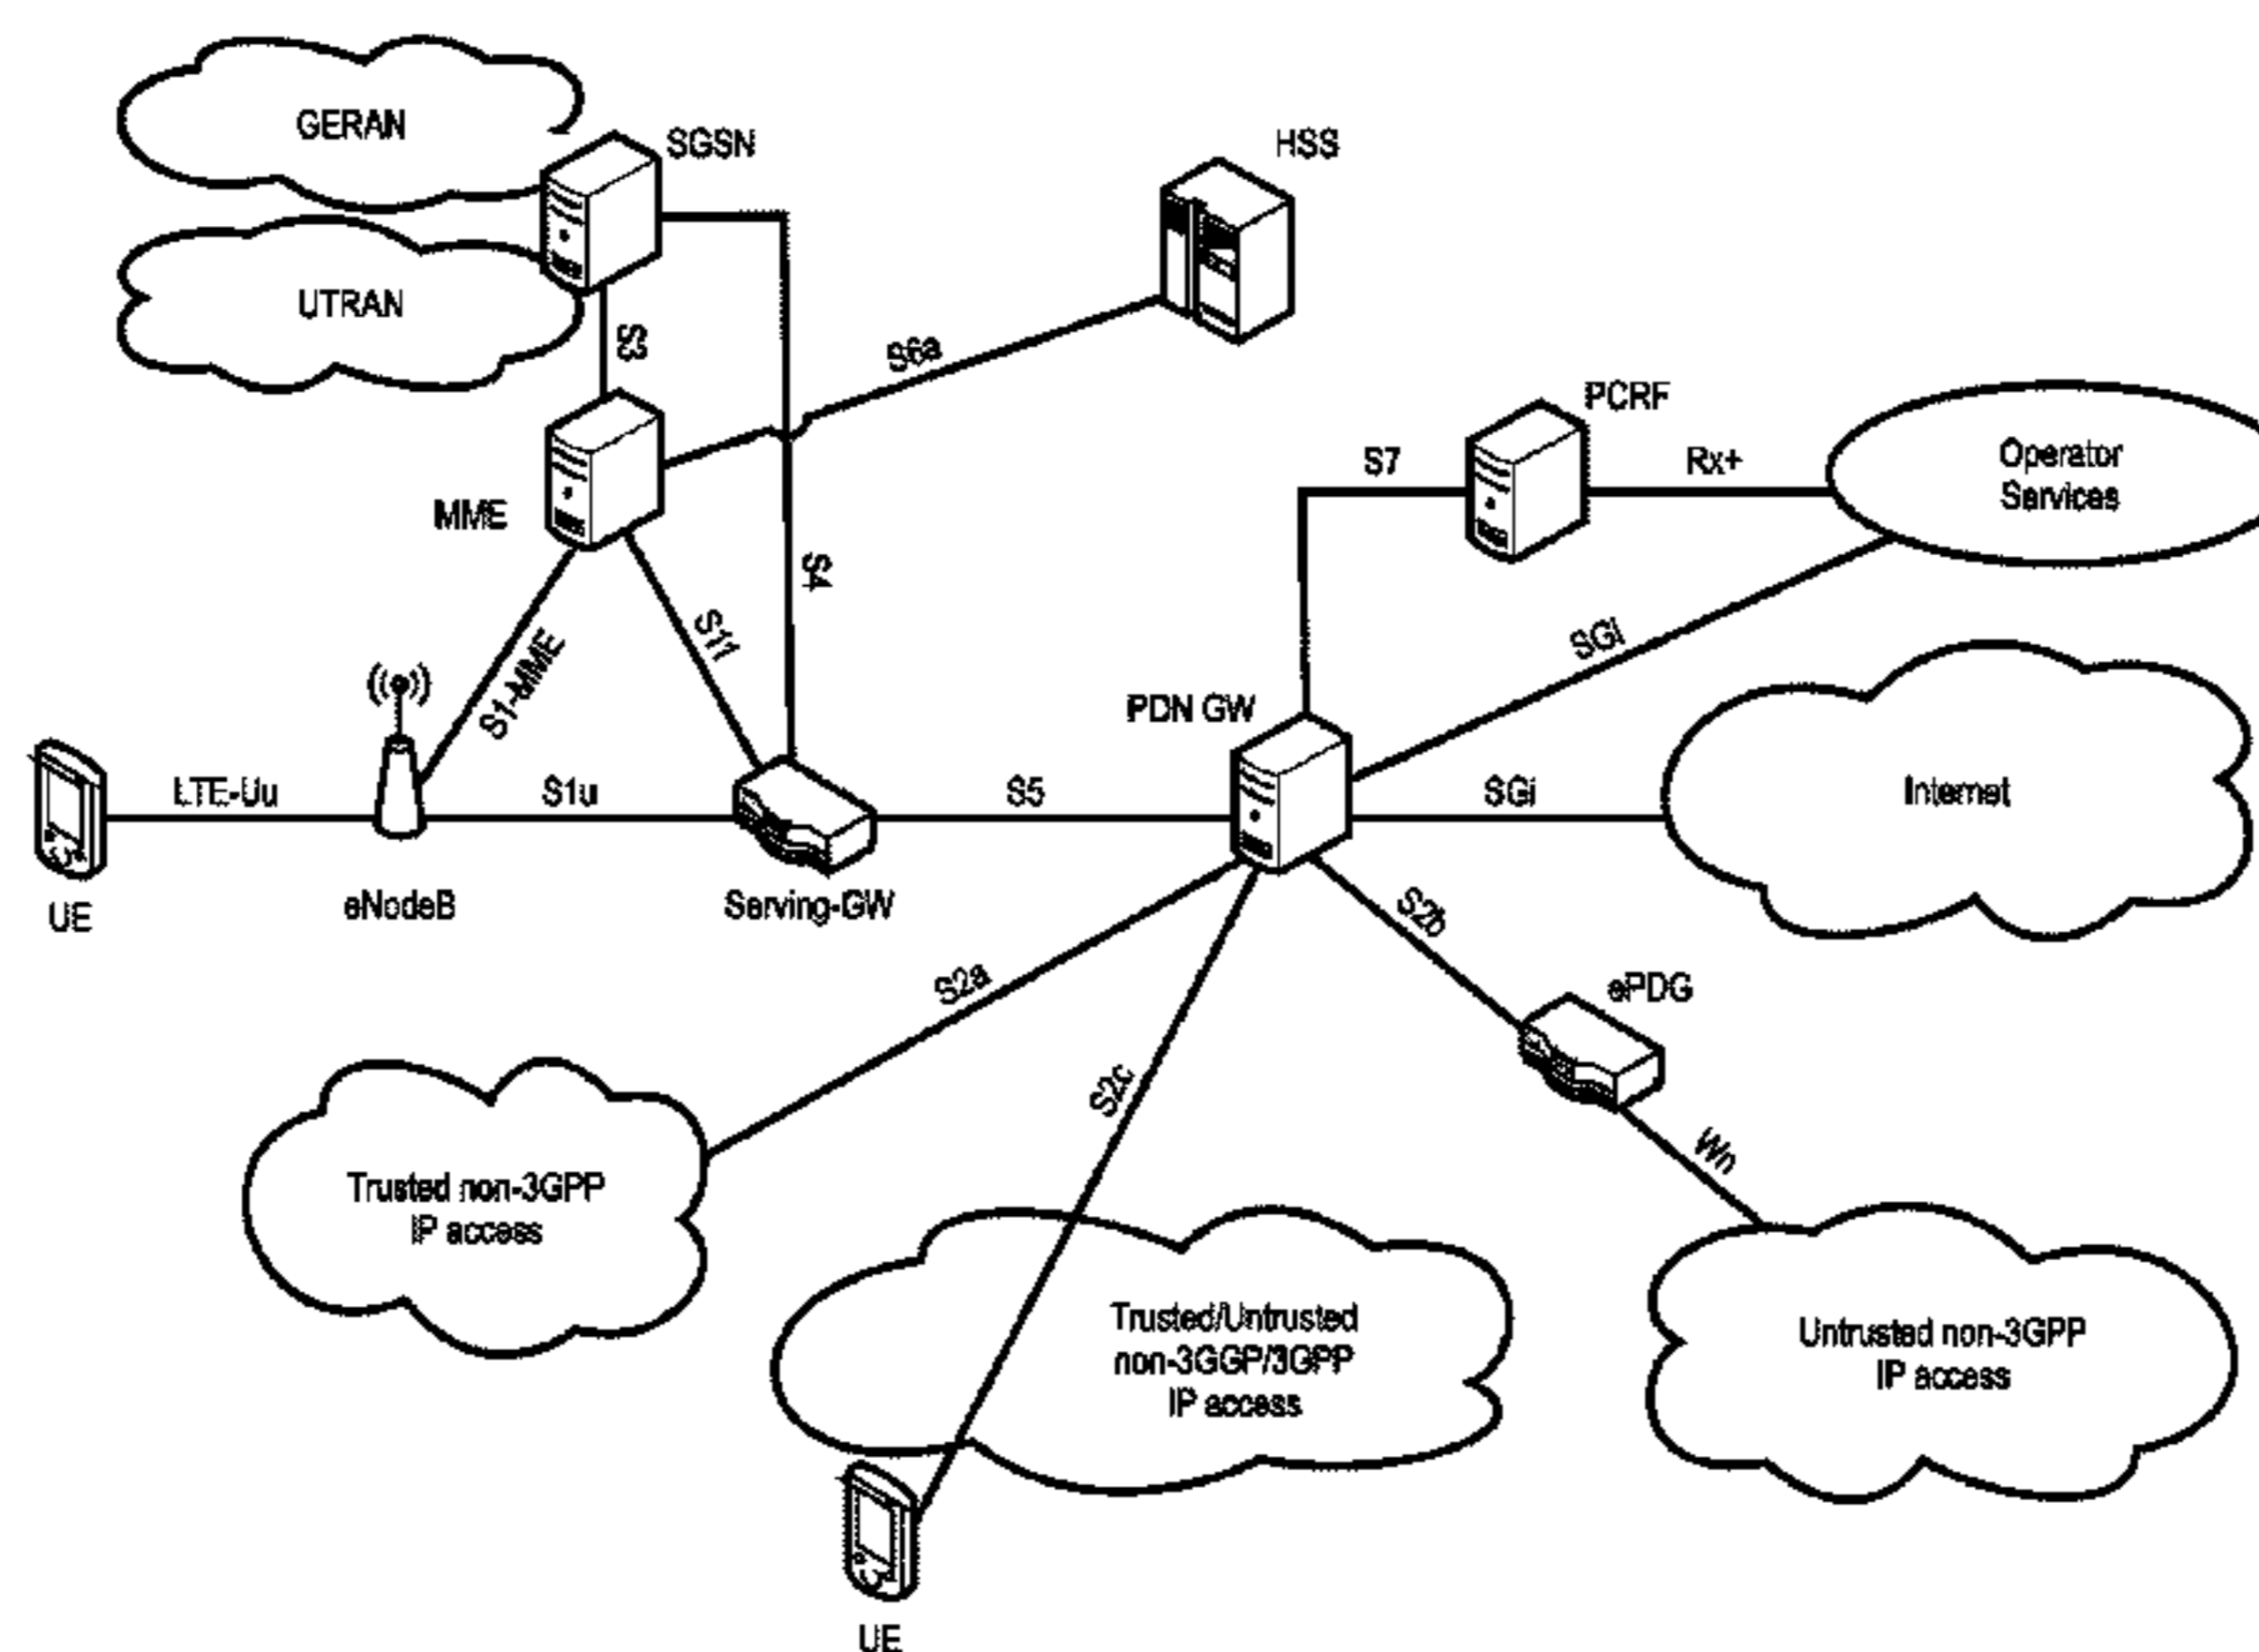 GERAN
SGSN
HSS
UTRAN
S3
S6a
PCRF
S7
Rx+
Operator
Services
MME
S4
S11
S1-MME
SGi
PDN GW
LTE-Uu
S1u
S5
SGi
Internet
UE
eNodeB
Serving-GW
S2b
S2a
ePDG
S2c
Wn
Trusted non-3GPP
IP access
Trusted/Untrusted
non-3GGP/3GPP
IP access
Untrusted non-3GPP
IP access
UE